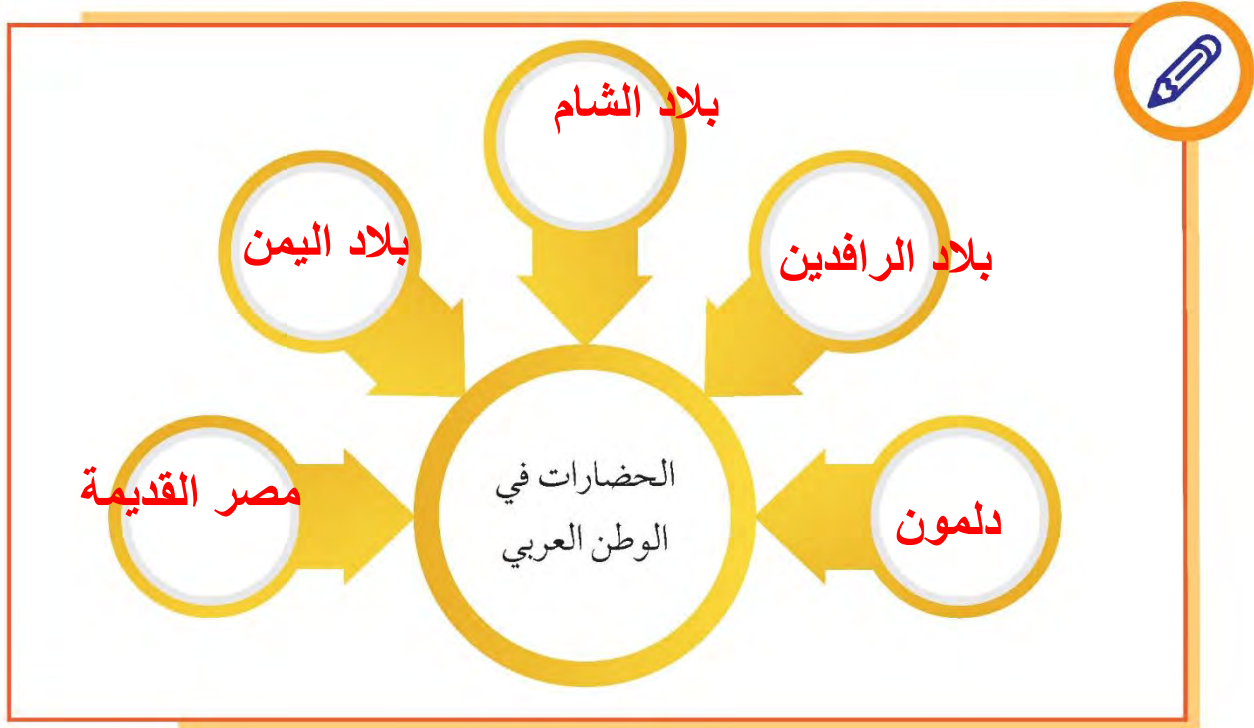 بلاد الشام
بلاد الرافدين
بلاد اليمن
دلمون
مصر القديمة
الحضارات في
الوطن العربي